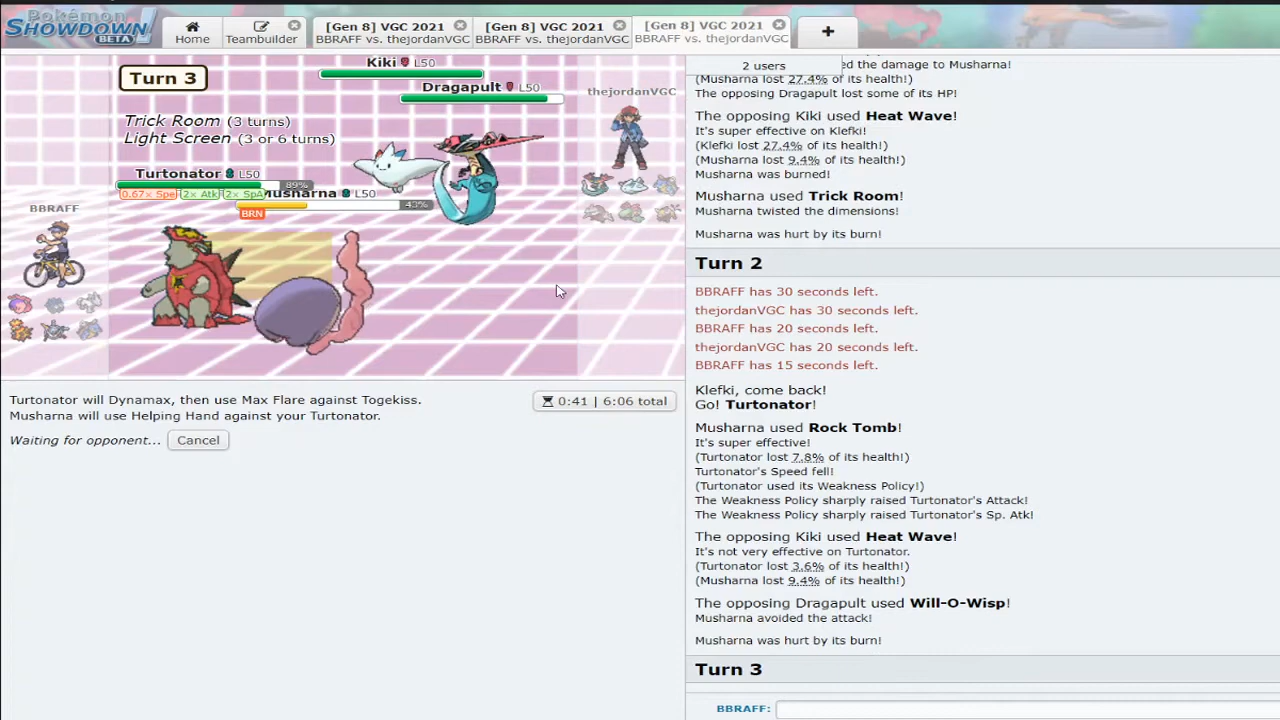 Pokémon
SHOWDOWN
BETA!
Home
Teambuilder
[Gen 8] VGC 2021
BBRAFF vs. thejordanVGC
[Gen 8] VGC 2021
BBRAFF vs. thejordanVGC
[Gen 8] VGC 2021
BBRAFF vs. thejordanVGC
+
Turn 3
Trick Room (3 turns)
Light Screen (3 or 6 turns)
Kiki L50
Dragapult L50
thejordanVGC
Turtonator L50
89%
0.67× Spe 2× Atk 2× SpA
Musharna L50
43%
BRN
BBRAFF
Turtonator will Dynamax, then use Max Flare against Togekiss.
Musharna will use Helping Hand against your Turtonator.
Waiting for opponent... Cancel
0:41 | 6:06 total
2 users
ed the damage to Musharna!
(Musharna lost 27.4% of its health!)
The opposing Dragapult lost some of its HP!
The opposing Kiki used Heat Wave!
It's super effective on Klefki!
(Klefki lost 27.4% of its health!)
(Musharna lost 9.4% of its health!)
Musharna was burned!
Musharna used Trick Room!
Musharna twisted the dimensions!
Musharna was hurt by its burn!
Turn 2
BBRAFF has 30 seconds left.
thejordanVGC has 30 seconds left.
BBRAFF has 20 seconds left.
thejordanVGC has 20 seconds left.
BBRAFF has 15 seconds left.
Klefki, come back!
Go! Turtonator!
Musharna used Rock Tomb!
It's super effective!
(Turtonator lost 7.8% of its health!)
Turtonator's Speed fell!
(Turtonator used its Weakness Policy!)
The Weakness Policy sharply raised Turtonator's Attack!
The Weakness Policy sharply raised Turtonator's Sp. Atk!
The opposing Kiki used Heat Wave!
It's not very effective on Turtonator.
(Turtonator lost 3.6% of its health!)
(Musharna lost 9.4% of its health!)
The opposing Dragapult used Will-O-Wisp!
Musharna avoided the attack!
Musharna was hurt by its burn!
Turn 3
BBRAFF: